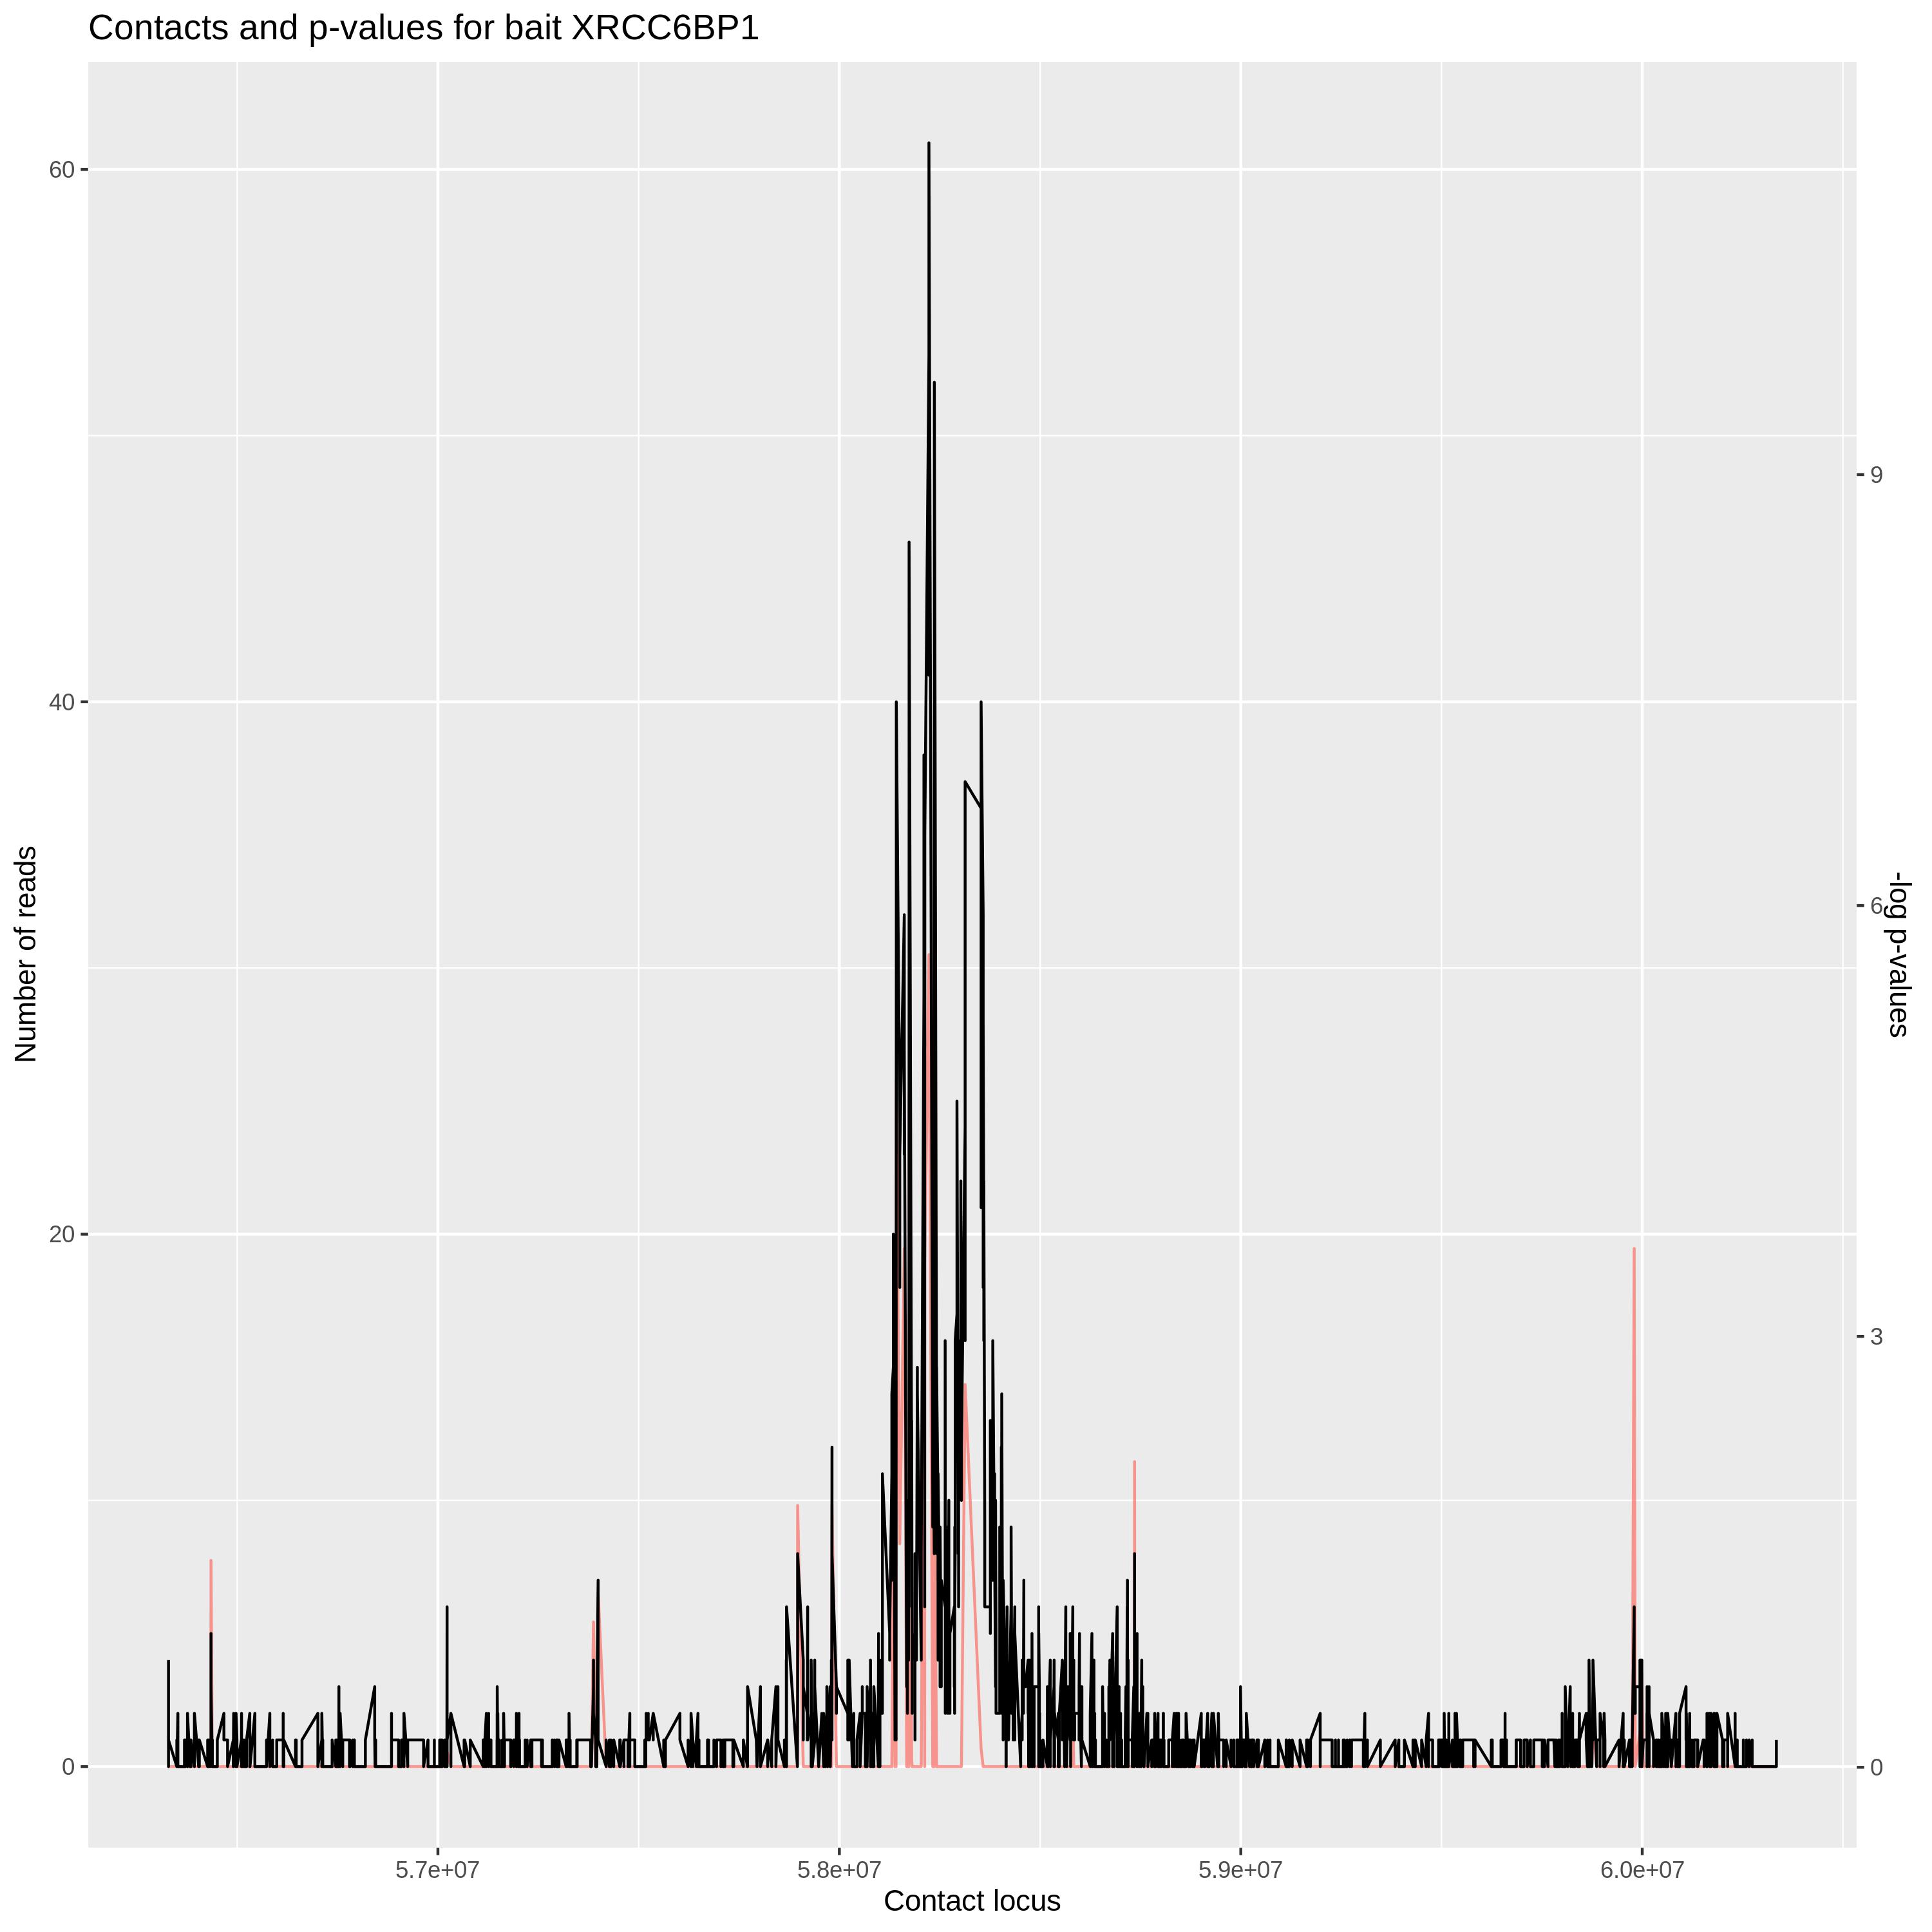 Contacts and p-values for bait XRCC6BP1
60
40
20
0
Number of reads
9
6
3
0
-log p-values
5.7e+07 5.8e+07 5.9e+07 6.0e+07
Contact locus